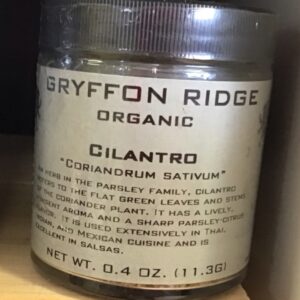 GRYFFON RIDGE
ORGANIC
CILANTRO
"CORIANDRUM SATIVUM"
AN HERB IN THE PARSLEY FAMILY, CILANTRO
REFERS TO THE FLAT GREEN LEAVES AND STEMS
OF THE CORIANDER PLANT. IT HAS A LIVELY,
AROMA AND A SHARP PARSLEY-CITRUS
IT IS USED EXTENSIVELY IN THAI,
AND MEXICAN CUISINE AND IS
EXCELLENT IN SALSAS.
NET WT. 0.4 OZ. (11.3G)